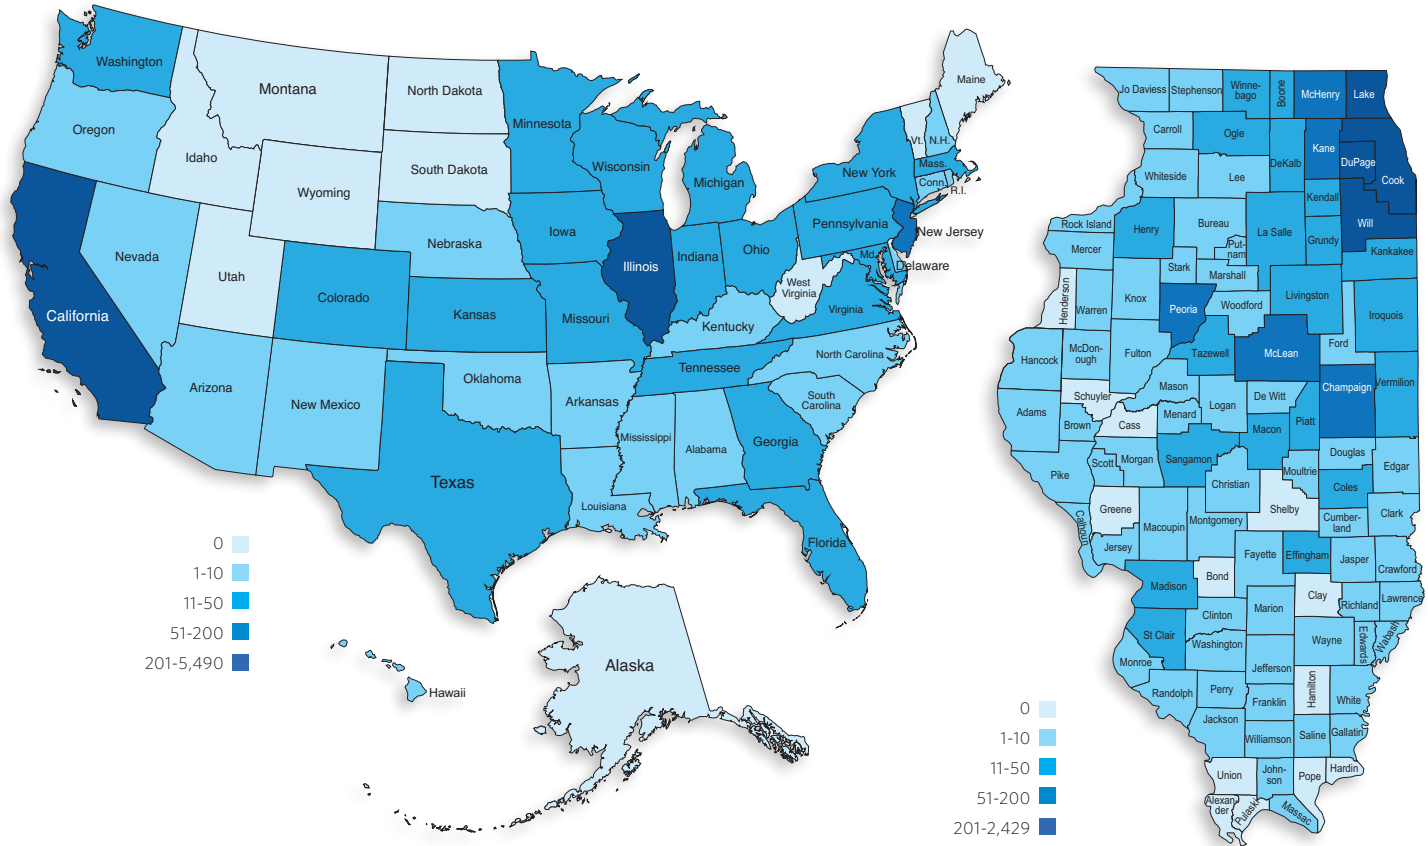 Washington
Oregon
California
Nevada
Idaho
Montana
Wyoming
Utah
Arizona
Colorado
New Mexico
North Dakota
South Dakota
Nebraska
Kansas
Oklahoma
Texas
Minnesota
Iowa
Missouri
Arkansas
Louisiana
Wisconsin
Illinois
Michigan
Indiana
Ohio
Kentucky
Tennessee
Mississippi
Alabama
Georgia
Florida
South
Carolina
North Carolina
Virginia
West
Virginia
Md.
Delaware
Pennsylvania
New Jersey
New York
Conn.
R.I.
Mass.
Vt.
N.H.
Maine
Alaska
Hawaii
0
1-10
11-50
51-200
201-5,490
Jo Daviess
Stephenson
Winne-
bago
Boone
McHenry
Lake
Carroll
Ogle
DeKalb
Kane
DuPage
Cook
Whiteside
Lee
Kendall
Will
Rock Island
Henry
Bureau
Put-
nam
La Salle
Grundy
Kankakee
Mercer
Stark
Marshall
Henderson
Warren
Knox
Peoria
Woodford
Livingston
Iroquois
Ford
Hancock
McDon-
ough
Fulton
Tazewell
McLean
Champaign
Vermilion
Schuyler
Mason
Logan
De Witt
Piatt
Adams
Brown
Cass
Menard
Macon
Sangamon
Douglas
Edgar
Pike
Scott
Morgan
Christian
Moultrie
Coles
Greene
Shelby
Cumber-
land
Clark
Calhoun
Jersey
Macoupin
Montgomery
Fayette
Effingham
Jasper
Crawford
Madison
Bond
Clay
Richland
Lawrence
Clinton
Marion
St Clair
Washington
Wayne
Edwards
Wabash
Monroe
Jefferson
Randolph
Perry
Franklin
Hamilton
White
Jackson
Williamson
Saline
Gallatin
Union
John-
son
Pope
Hardin
Alexan-
der
Pulaski
Massac
0
1-10
11-50
51-200
201-2,429